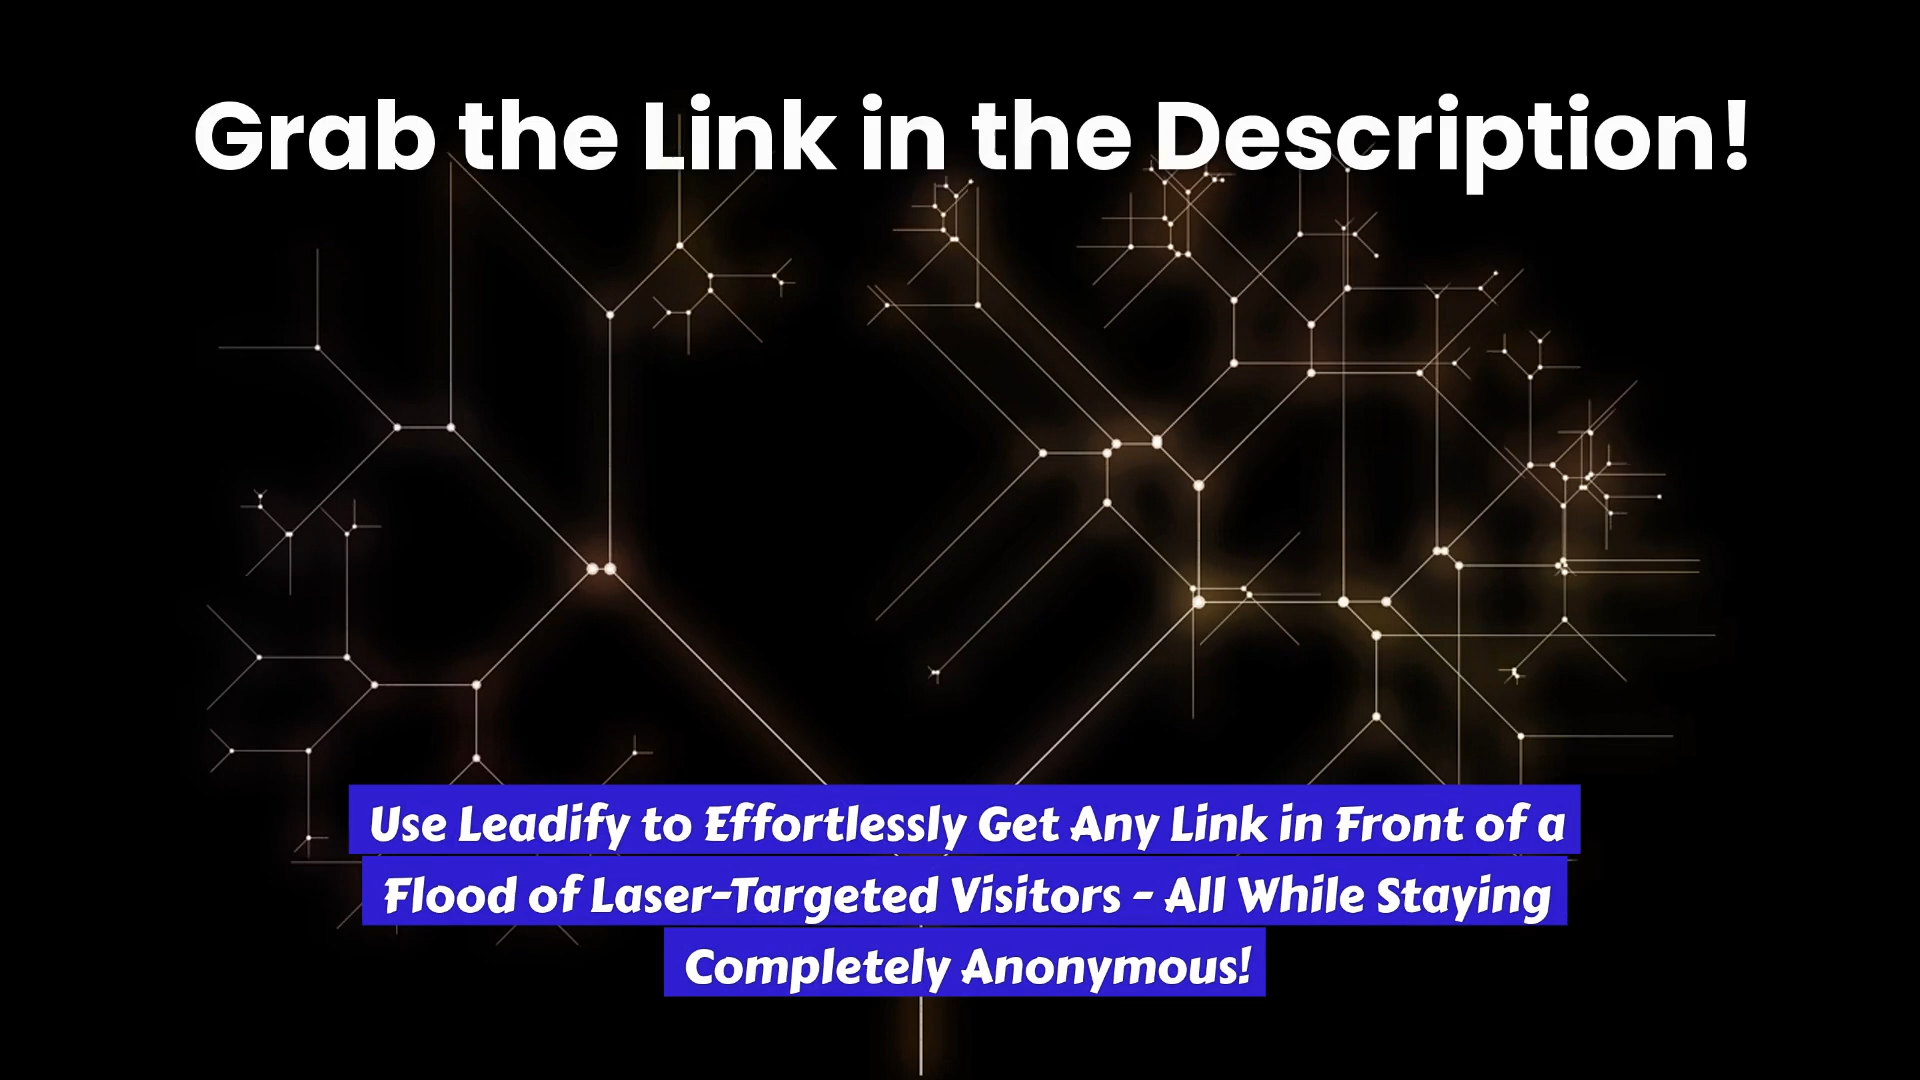 Grab the Link in the Description!
Use Leadify to Effortlessly Get Any Link in Front of a
Flood of Laser-Targeted Visitors - All While Staying
Completely Anonymous!